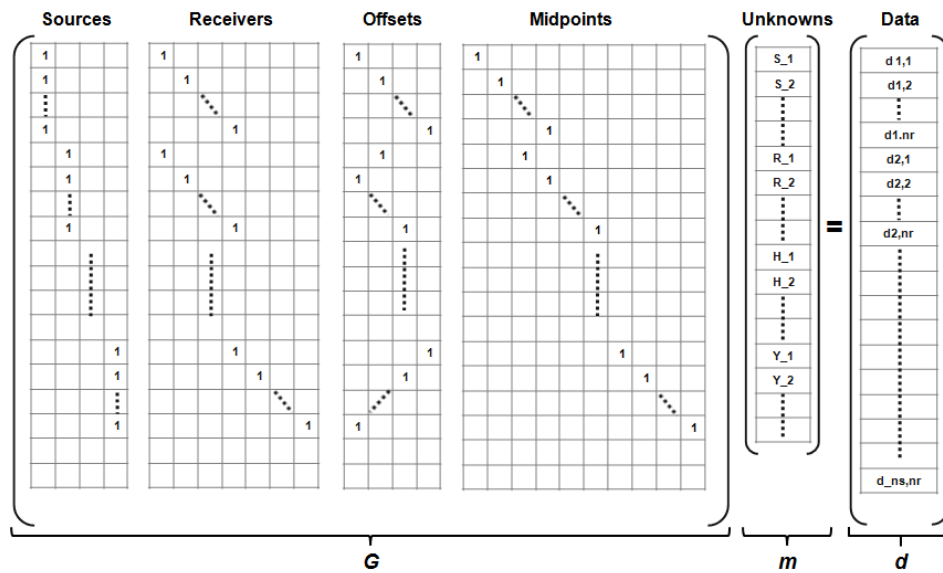 Sources Receivers Offsets Midpoints Unknowns Data
1 1 1 1 S_1 d1,1
1 1 1 1 S_2 d1,2
1 1 1 1 d1.nr
1 1 1 1 R_1 d2,1
1 1 1 1 R_2 d2,2
1 1 1 1 = d2,nr
H_1
H_2
1 1 1 1 Y_1
1 1 1 1 Y_2
1 1 1 1
d_ns,nr
G m d